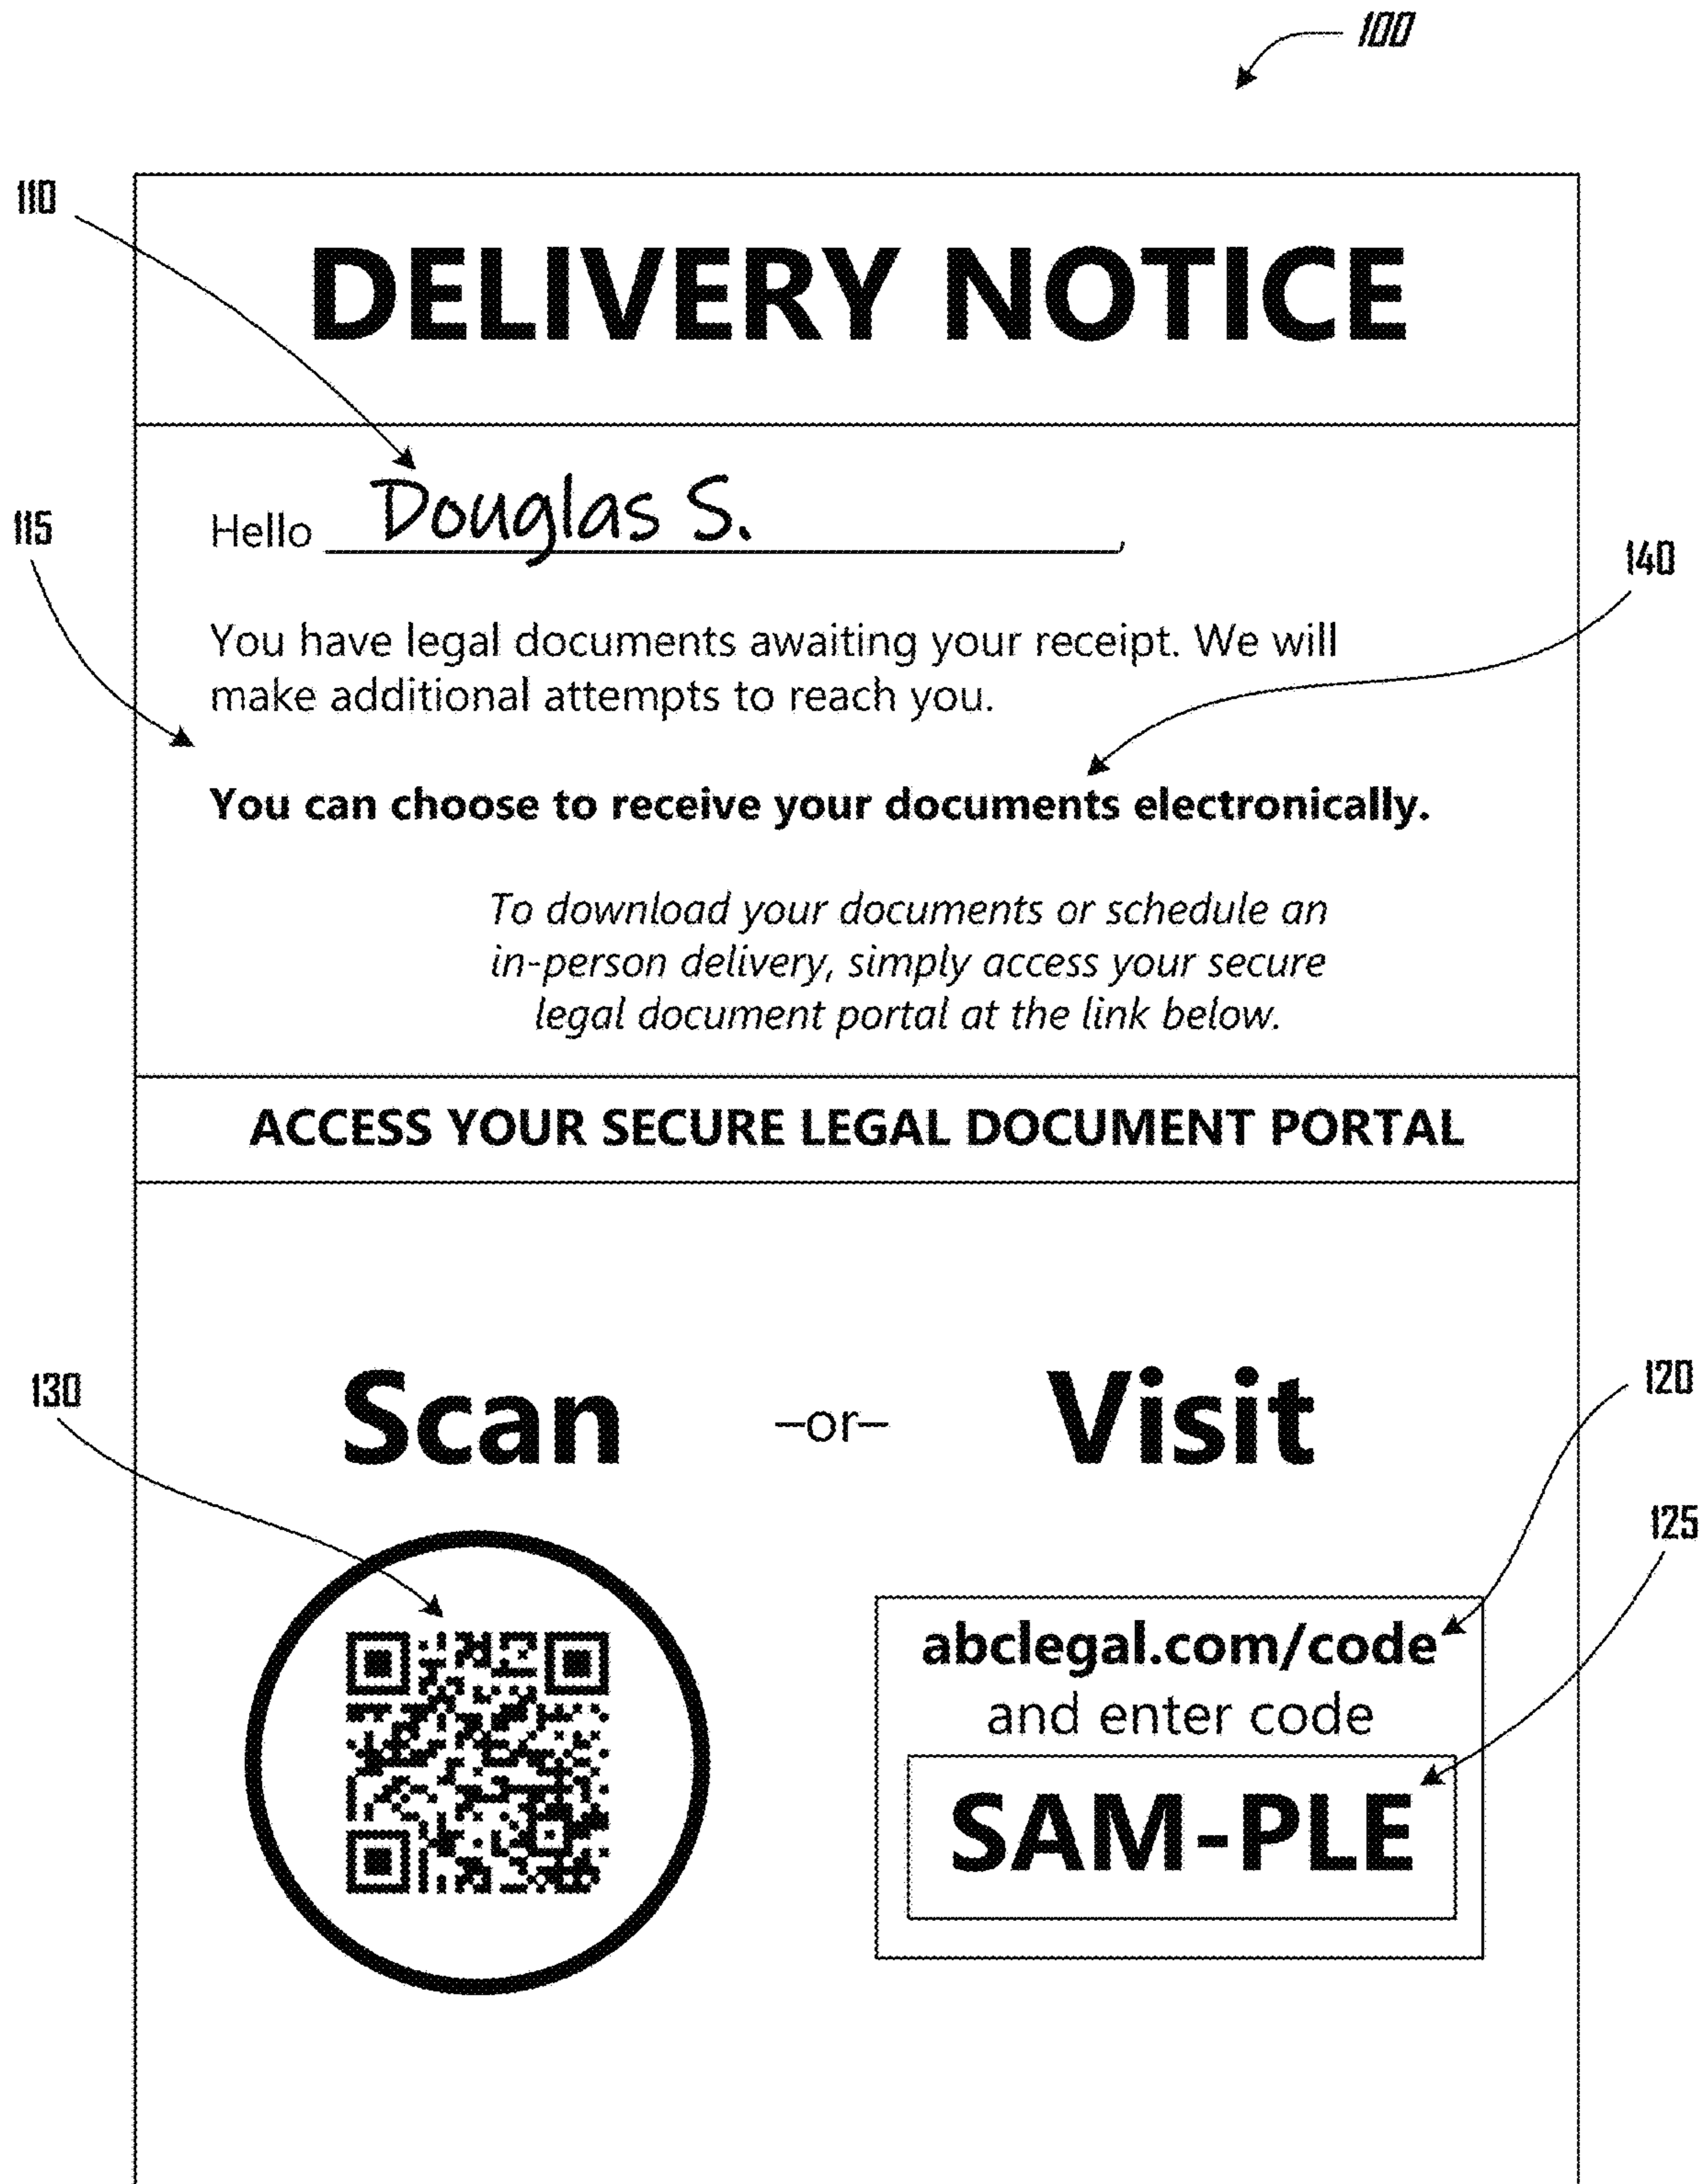 100
110
DELIVERY NOTICE
Hello Douglas S.,
115
140
You have legal documents awaiting your receipt. We will
make additional attempts to reach you.
You can choose to receive your documents electronically.
To download your documents or schedule an
in-person delivery, simply access your secure
legal document portal at the link below.
ACCESS YOUR SECURE LEGAL DOCUMENT PORTAL
130
Scan –or– Visit
120
125
abclegal.com/code
and enter code
SAM-PLE